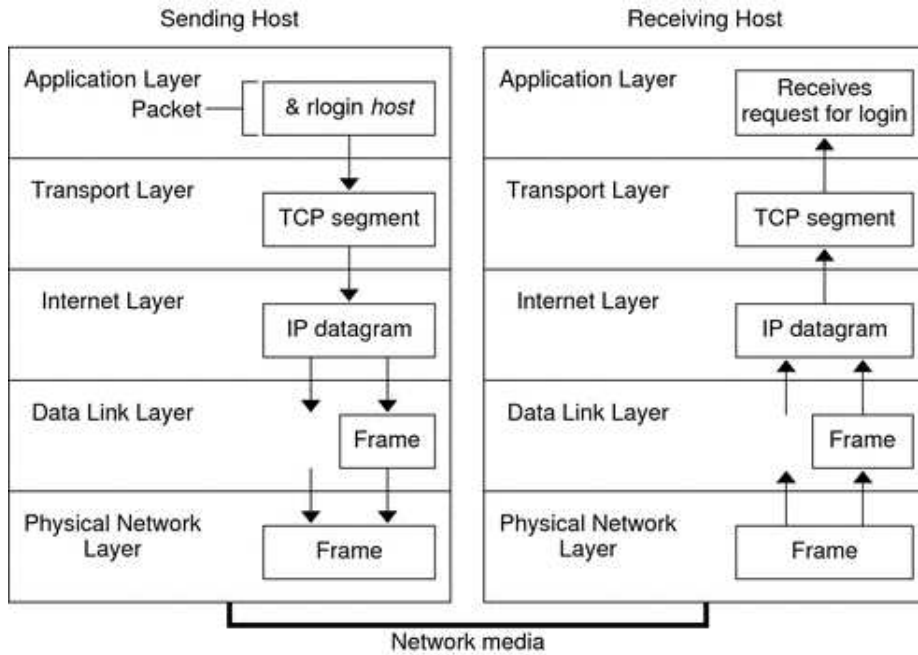 Sending Host
Application Layer
Packet
& rlogin host
Transport Layer
TCP segment
Internet Layer
IP datagram
Data Link Layer
Frame
Physical Network
Layer
Frame
Receiving Host
Application Layer
Receives
request for login
Transport Layer
TCP segment
Internet Layer
IP datagram
Data Link Layer
Frame
Physical Network
Layer
Frame
Network media